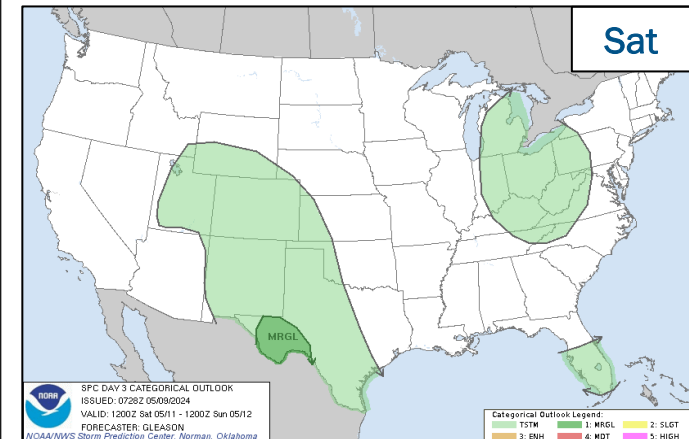 Sat
MRGL
NOAA
SPC DAY 3 CATEGORICAL OUTLOOK
ISSUED: 0728Z 05/09/2024
VALID: 1200Z Sat 05/11 - 1200Z Sun 05/12
FORECASTER: GLEASON
NOAA/NWS Storm Prediction Center, Norman, Oklahoma
Categorical Outlook Legend:
TSTM 1: MRGL 2: SLGT
3: ENH 4: MDT 5: HIGH